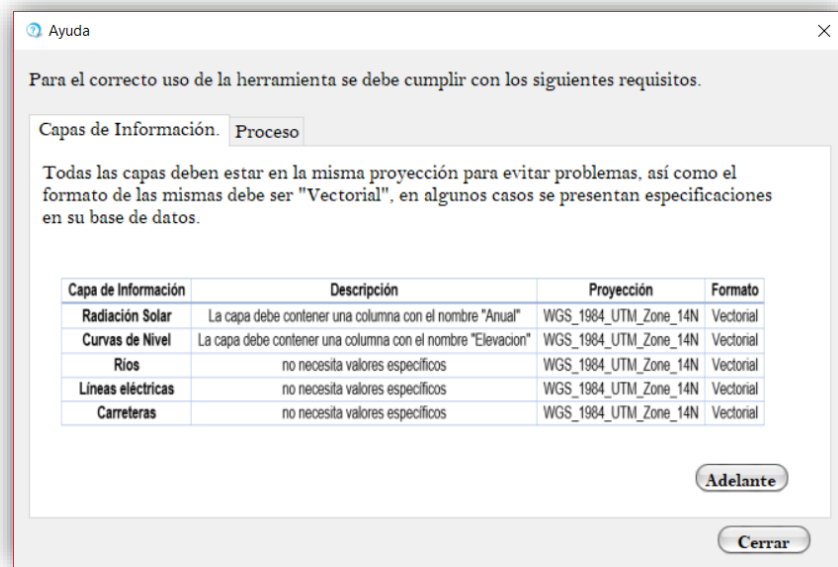 Ayuda
Para el correcto uso de la herramienta se debe cumplir con los siguientes requisitos.
Capas de Información. Proceso
Todas las capas deben estar en la misma proyección para evitar problemas, así como el
formato de las mismas debe ser "Vectorial", en algunos casos se presentan especificaciones
en su base de datos.
Capa de Información Descripción Proyección Formato
Radiación Solar La capa debe contener una columna con el nombre "Anual" WGS_1984_UTM_Zone_14N Vectorial
Curvas de Nivel La capa debe contener una columna con el nombre "Elevacion" WGS_1984_UTM_Zone_14N Vectorial
Ríos no necesita valores específicos WGS_1984_UTM_Zone_14N Vectorial
Líneas eléctricas no necesita valores específicos WGS_1984_UTM_Zone_14N Vectorial
Carreteras no necesita valores específicos WGS_1984_UTM_Zone_14N Vectorial
Adelante
Cerrar